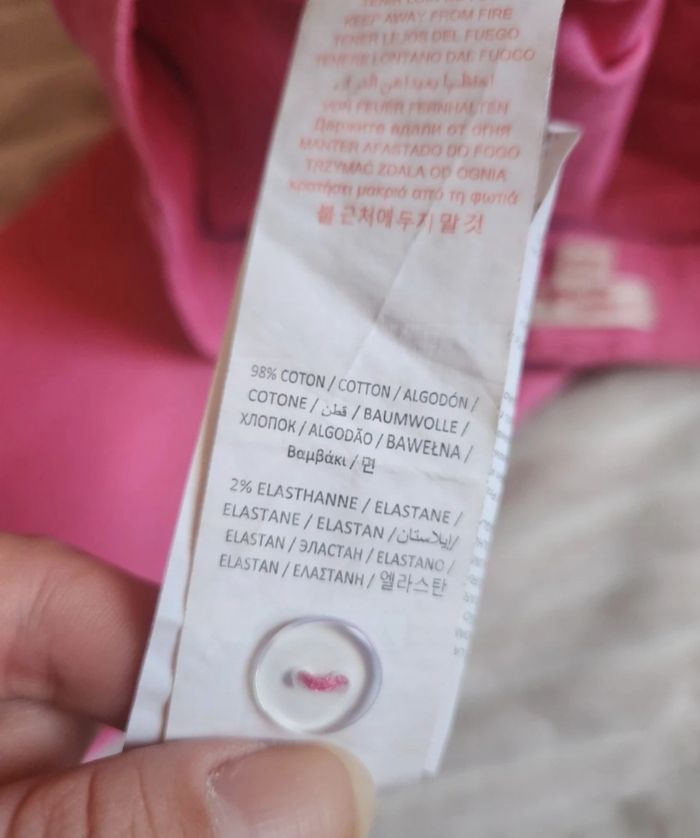 KEEP AWAY FROM FIRE
TENER LEJOS DEL FUEGO
TENERE LONTANO DAL FUOCO
VON FEUER FERNHALTEN
Держите вдали от огня
MANTER AFASTADO DO FOGO
TRZYMAĆ ZDALA OD OGNIA
κρατήσει μακριά από τη φωτιά
불 근처에 두지 말 것
98% COTON / COTTON / ALGODÓN /
COTONE / قطن / BAUMWOLLE /
ХЛОПОК / ALGODÃO / BAWEŁNA /
Βαμβάκι / 면
2% ELASTHANNE / ELASTANE /
ELASTANE / ELASTAN / إيلاستان /
ELASTAN / ЭЛАСТАН / ELASTANO /
ELASTAN / ΕΛΑΣΤΑΝΗ / 엘라스탄